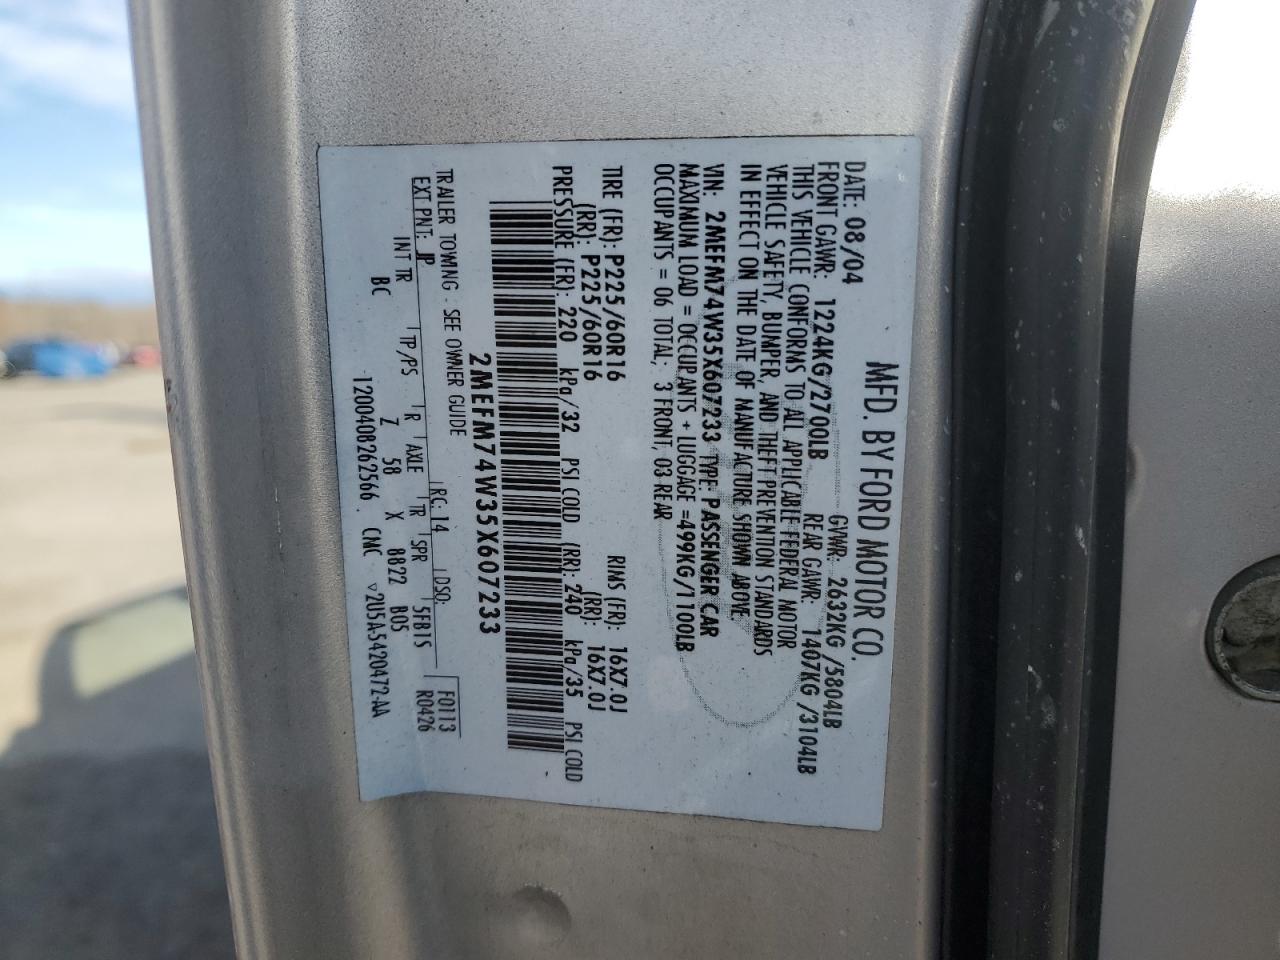 MFD. BY FORD MOTOR CO.
DATE: 08/04 GVWR: 2632KG /5804LB
FRONT GAWR: 1224KG/2700LB REAR GAWR: 1407KG /3104LB
THIS VEHICLE CONFORMS TO ALL APPLICABLE FEDERAL MOTOR
VEHICLE SAFETY, BUMPER, AND THEFT PREVENTION STANDARDS
IN EFFECT ON THE DATE OF MANUFACTURE SHOWN ABOVE
VIN: 2MEFM74W35X607233 TYPE PASSENGER CAR
MAXIMUM LOAD = OCCUPANTS + LUGGAGE =499KG/1100LB
OCCUPANTS = 06 TOTAL, 3 FRONT, 03 REAR
TIRE (FR): P225/60R16 RIMS (FR): 16X7.0J
(RR): P225/60R16 (RR): 16X7.0J
PRESSURE (FR): 220 kPa/32 PSI COLD (RR): 240 kPa/35 PSI COLD
2MEFM74W35X607233
TRAILER TOWING - SEE OWNER GUIDE
RC: 14 DSO: F0113
EXT PNT: JP 5FB1S R0426
INT TR TP/PS R AXLE TR SPR
BC Z 58 X 8822 B05
1200408262566 CNC 2U5A-5420472-AA